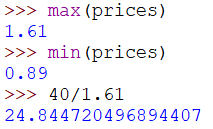 >>> max(prices)
1.61
>>> min(prices)
0.89
>>> 40/1.61
24.844720496894407